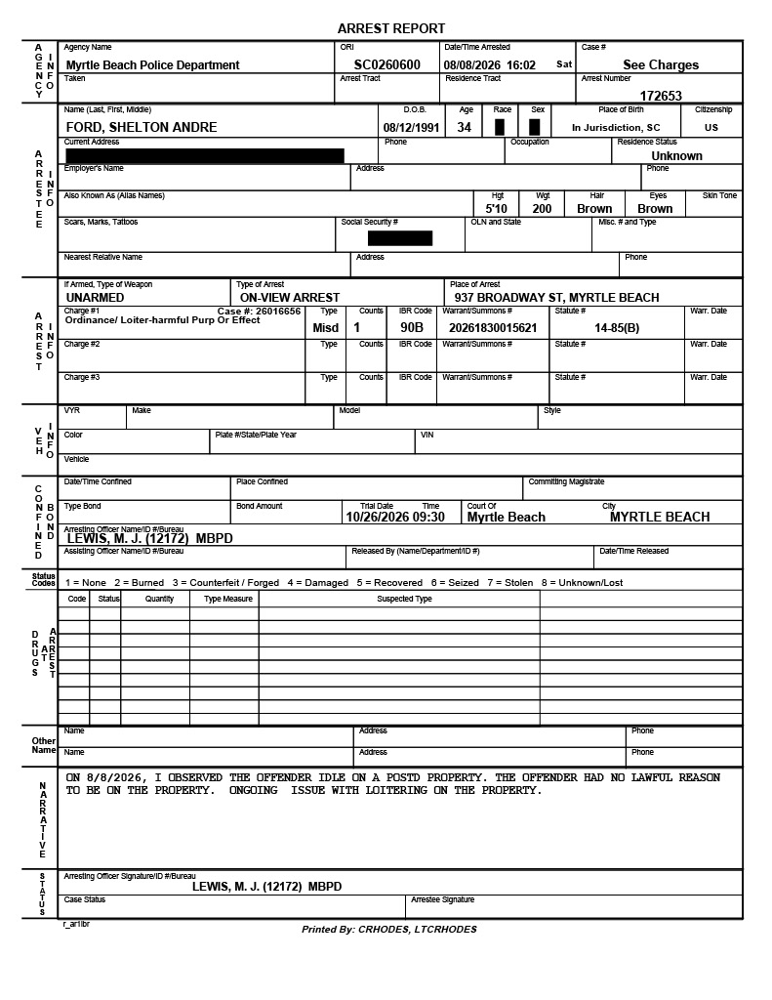 ARREST REPORT
AGENCY INFO
Agency Name
Myrtle Beach Police Department
ORI
SC0260600
Date/Time Arrested
08/08/2026 16:02 Sat
Case #
See Charges
Taken
Arrest Tract
Residence Tract
Arrest Number
172653
ARRESTEE INFO
Name (Last, First, Middle)
FORD, SHELTON ANDRE
D.O.B.
08/12/1991
Age
34
Race
Sex
Place of Birth
In Jurisdiction, SC
Citizenship
US
Current Address
Phone
Occupation
Residence Status
Unknown
Employer's Name
Address
Phone
Also Known As (Alias Names)
Hgt
5'10
Wgt
200
Hair
Brown
Eyes
Brown
Skin Tone
Scars, Marks, Tattoos
Social Security #
OLN and State
Misc. # and Type
Nearest Relative Name
Address
Phone
ARREST INFO
If Armed, Type of Weapon
UNARMED
Type of Arrest
ON-VIEW ARREST
Place of Arrest
937 BROADWAY ST, MYRTLE BEACH
Charge #1
Case #: 26016656
Ordinance/ Loiter-harmful Purp Or Effect
Type
Misd
Counts
1
IBR Code
90B
Warrant/Summons #
20261830015621
Statute #
14-85(B)
Warr. Date
Charge #2
Type
Counts
IBR Code
Warrant/Summons #
Statute #
Warr. Date
Charge #3
Type
Counts
IBR Code
Warrant/Summons #
Statute #
Warr. Date
VEH INFO
VYR
Make
Model
Style
Color
Plate #/State/Plate Year
VIN
Vehicle
CONFINED BOND
Date/Time Confined
Place Confined
Committing Magistrate
Type Bond
Bond Amount
Trial Date Time
10/26/2026 09:30
Court Of
Myrtle Beach
City
MYRTLE BEACH
Arresting Officer Name/ID #/Bureau
LEWIS, M. J. (12172) MBPD
Assisting Officer Name/ID #/Bureau
Released By (Name/Department/ID #)
Date/Time Released
Status Codes
1 = None 2 = Burned 3 = Counterfeit / Forged 4 = Damaged 5 = Recovered 6 = Seized 7 = Stolen 8 = Unknown/Lost
DRUGS AT ARREST
Code
Status
Quantity
Type Measure
Suspected Type
Other Name
Name
Address
Phone
Name
Address
Phone
NARRATIVE
ON 8/8/2026, I OBSERVED THE OFFENDER IDLE ON A POSTD PROPERTY. THE OFFENDER HAD NO LAWFUL REASON
TO BE ON THE PROPERTY. ONGOING ISSUE WITH LOITERING ON THE PROPERTY.
STATUS
Arresting Officer Signature/ID #/Bureau
LEWIS, M. J. (12172) MBPD
Case Status
Arrestee Signature
r_ar1ibr
Printed By: CRHODES, LTCRHODES